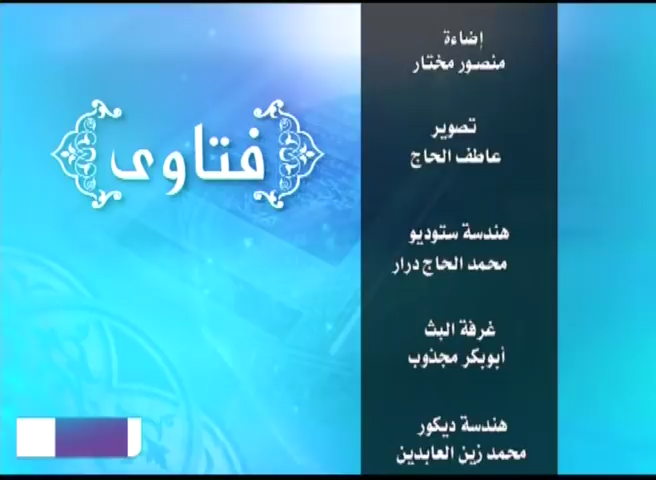 فتاوى
إضاءة
منصور مختار
تصوير
عاطف الحاج
هندسة ستوديو
محمد الحاج درار
غرفة البث
أبوبكر مجذوب
هندسة ديكور
محمد زين العابدين